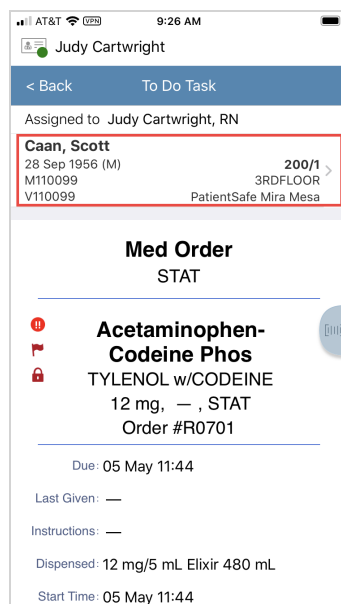 AT&T VPN 9:26 AM
Judy Cartwright
< Back To Do Task
Assigned to Judy Cartwright, RN
Caan, Scott
28 Sep 1956 (M) 200/1
M110099 3RDFLOOR
V110099 PatientSafe Mira Mesa
Med Order
STAT
!!
Acetaminophen-
Codeine Phos
TYLENOL w/CODEINE
12 mg, — , STAT
Order #R0701
Due: 05 May 11:44
Last Given: —
Instructions: —
Dispensed: 12 mg/5 mL Elixir 480 mL
Start Time: 05 May 11:44